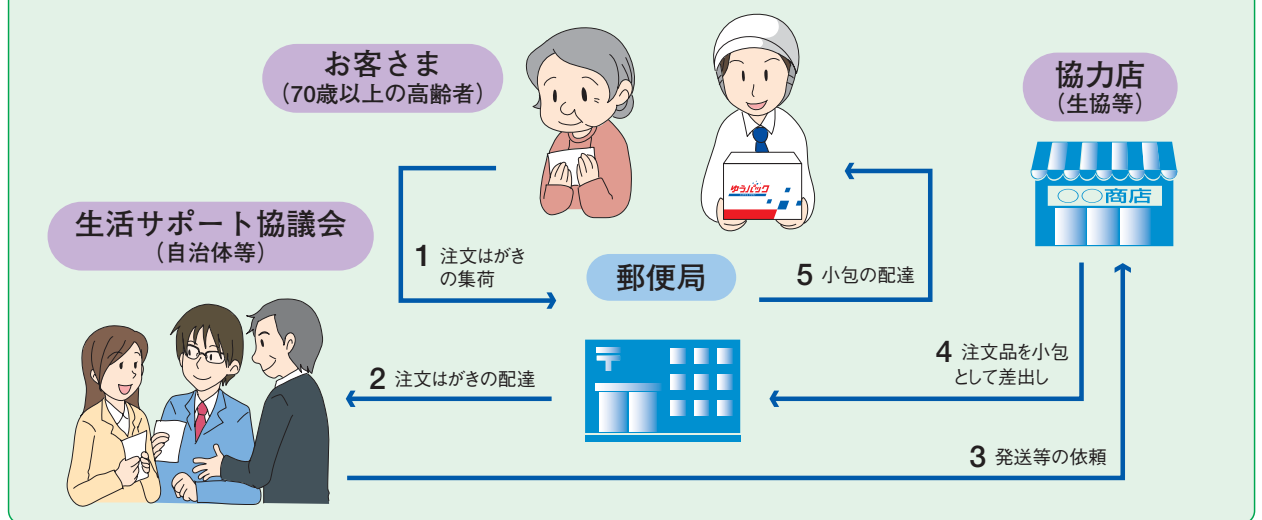 お客さま
(70歳以上の高齢者)
協力店
(生協等)
ゆうパック
○○商店
生活サポート協議会
(自治体等)
1 注文はがき
の集荷
郵便局
5 小包の配達
〒
2 注文はがきの配達
4 注文品を小包
として差出し
3 発送等の依頼